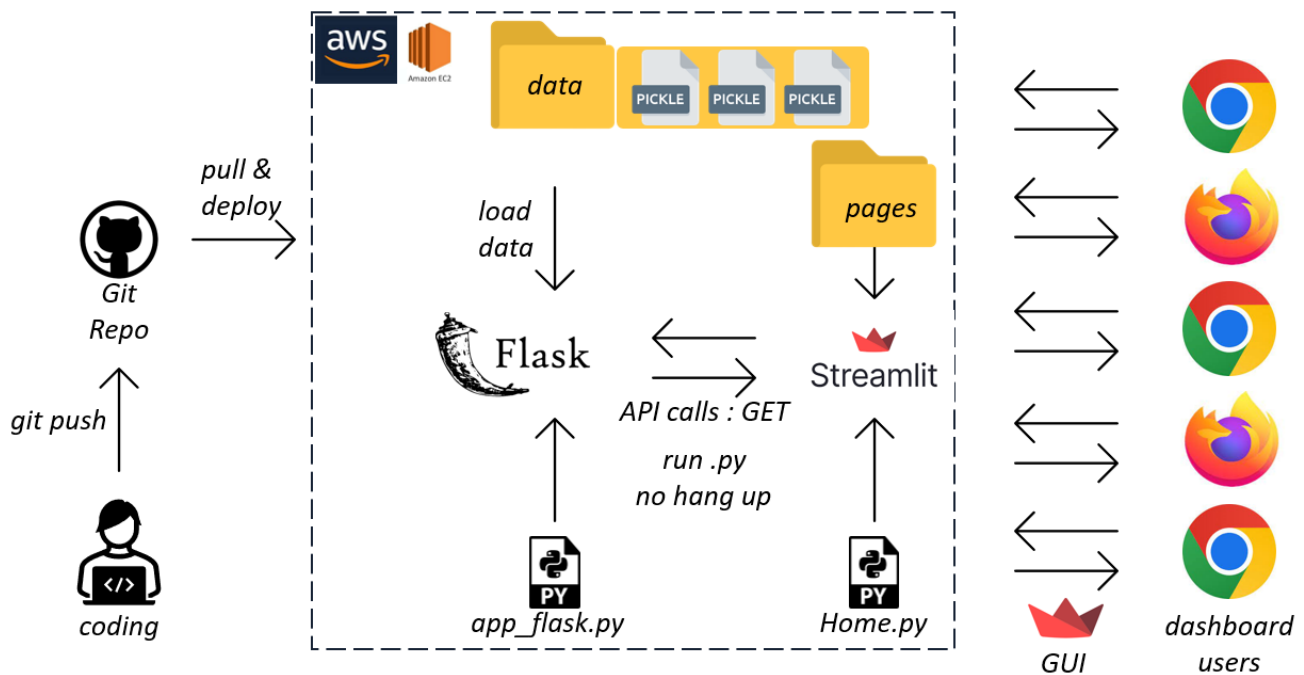 aws
Amazon EC2
data
PICKLE
PICKLE
PICKLE
pull &
deploy
load
data
pages
Git
Repo
Flask
Streamlit
git push
API calls : GET
run .py
no hang up
</>
coding
PY
app_flask.py
PY
Home.py
GUI
dashboard
users